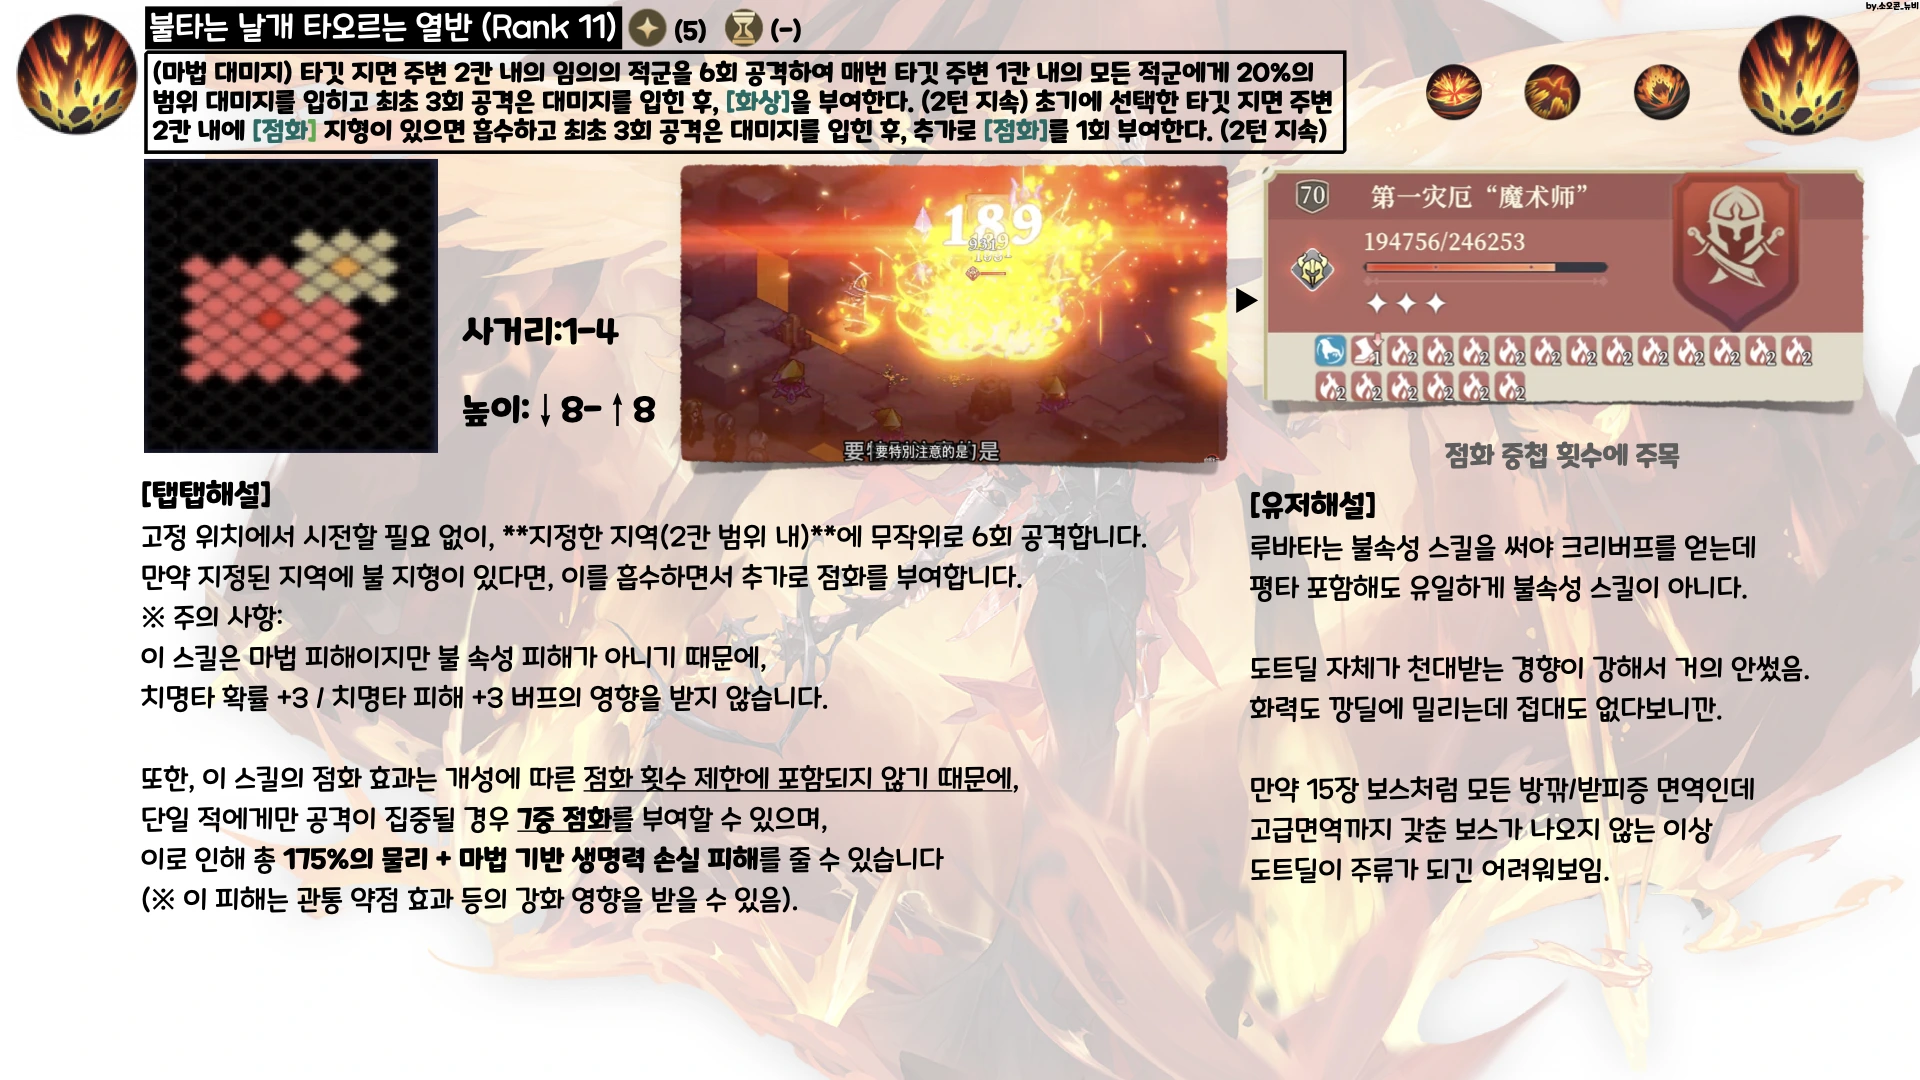 by.소오콘_뉴비
불타는 날개 타오르는 열반 (Rank 11) (5) (-)
(마법 대미지) 타깃 지면 주변 2칸 내의 임의의 적군을 6회 공격하여 매번 타깃 주변 1칸 내의 모든 적군에게 20%의
범위 대미지를 입히고 최초 3회 공격은 대미지를 입힌 후, [화상]을 부여한다. (2턴 지속) 초기에 선택한 타깃 지면 주변
2칸 내에 [점화] 지형이 있으면 흡수하고 최초 3회 공격은 대미지를 입힌 후, 추가로 [점화]를 1회 부여한다. (2턴 지속)
사거리:1-4
높이:↓8-↑8
189
要特別注意的是
▶
70 第一灾厄“魔术师”
194756/246253
1 2 2 2 2 2 2 2 2 2 2 2 2
2 2 2 2 2 2
점화 중첩 횟수에 주목
[탭탭해설]
고정 위치에서 시전할 필요 없이, **지정한 지역(2칸 범위 내)**에 무작위로 6회 공격합니다.
만약 지정된 지역에 불 지형이 있다면, 이를 흡수하면서 추가로 점화를 부여합니다.
※ 주의 사항:
이 스킬은 마법 피해이지만 불 속성 피해가 아니기 때문에,
치명타 확률 +3 / 치명타 피해 +3 버프의 영향을 받지 않습니다.
또한, 이 스킬의 점화 효과는 개성에 따른 점화 횟수 제한에 포함되지 않기 때문에,
단일 적에게만 공격이 집중될 경우 7중 점화를 부여할 수 있으며,
이로 인해 총 175%의 물리 + 마법 기반 생명력 손실 피해를 줄 수 있습니다
(※ 이 피해는 관통 약점 효과 등의 강화 영향을 받을 수 있음).
[유저해설]
루바타는 불속성 스킬을 써야 크리버프를 얻는데
평타 포함해도 유일하게 불속성 스킬이 아니다.
도트딜 자체가 천대받는 경향이 강해서 거의 안썼음.
화력도 깡딜에 밀리는데 접대도 없다보니깐.
만약 15장 보스처럼 모든 방깎/받피증 면역인데
고급면역까지 갖춘 보스가 나오지 않는 이상
도트딜이 주류가 되긴 어려워보임.